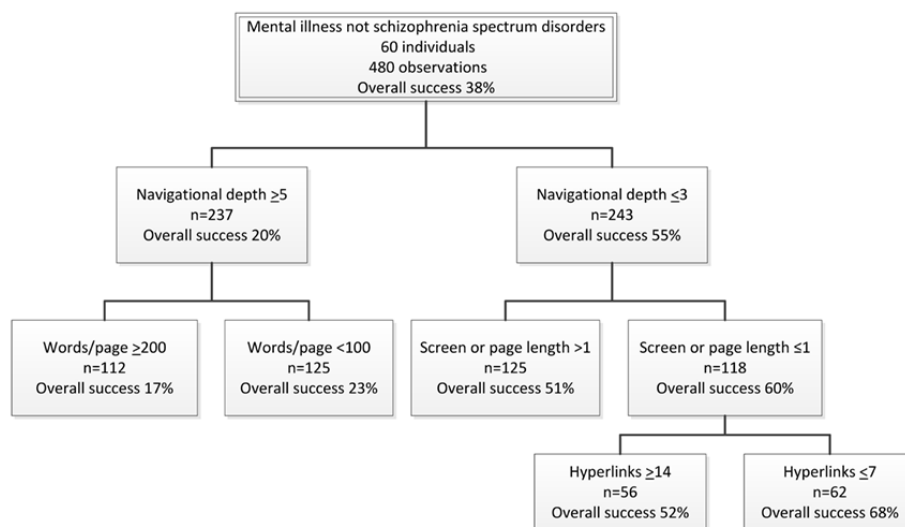 Mental illness not schizophrenia spectrum disorders
60 individuals
480 observations
Overall success 38%
Navigational depth ≥5
n=237
Overall success 20%
Navigational depth ≤3
n=243
Overall success 55%
Words/page ≥200
n=112
Overall success 17%
Words/page <100
n=125
Overall success 23%
Screen or page length >1
n=125
Overall success 51%
Screen or page length ≤1
n=118
Overall success 60%
Hyperlinks ≥14
n=56
Overall success 52%
Hyperlinks ≤7
n=62
Overall success 68%